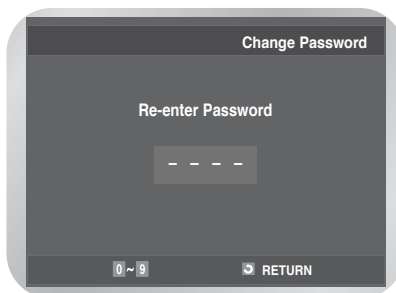 Change Password
Re-enter Password
– – – –
0 ~ 9 RETURN